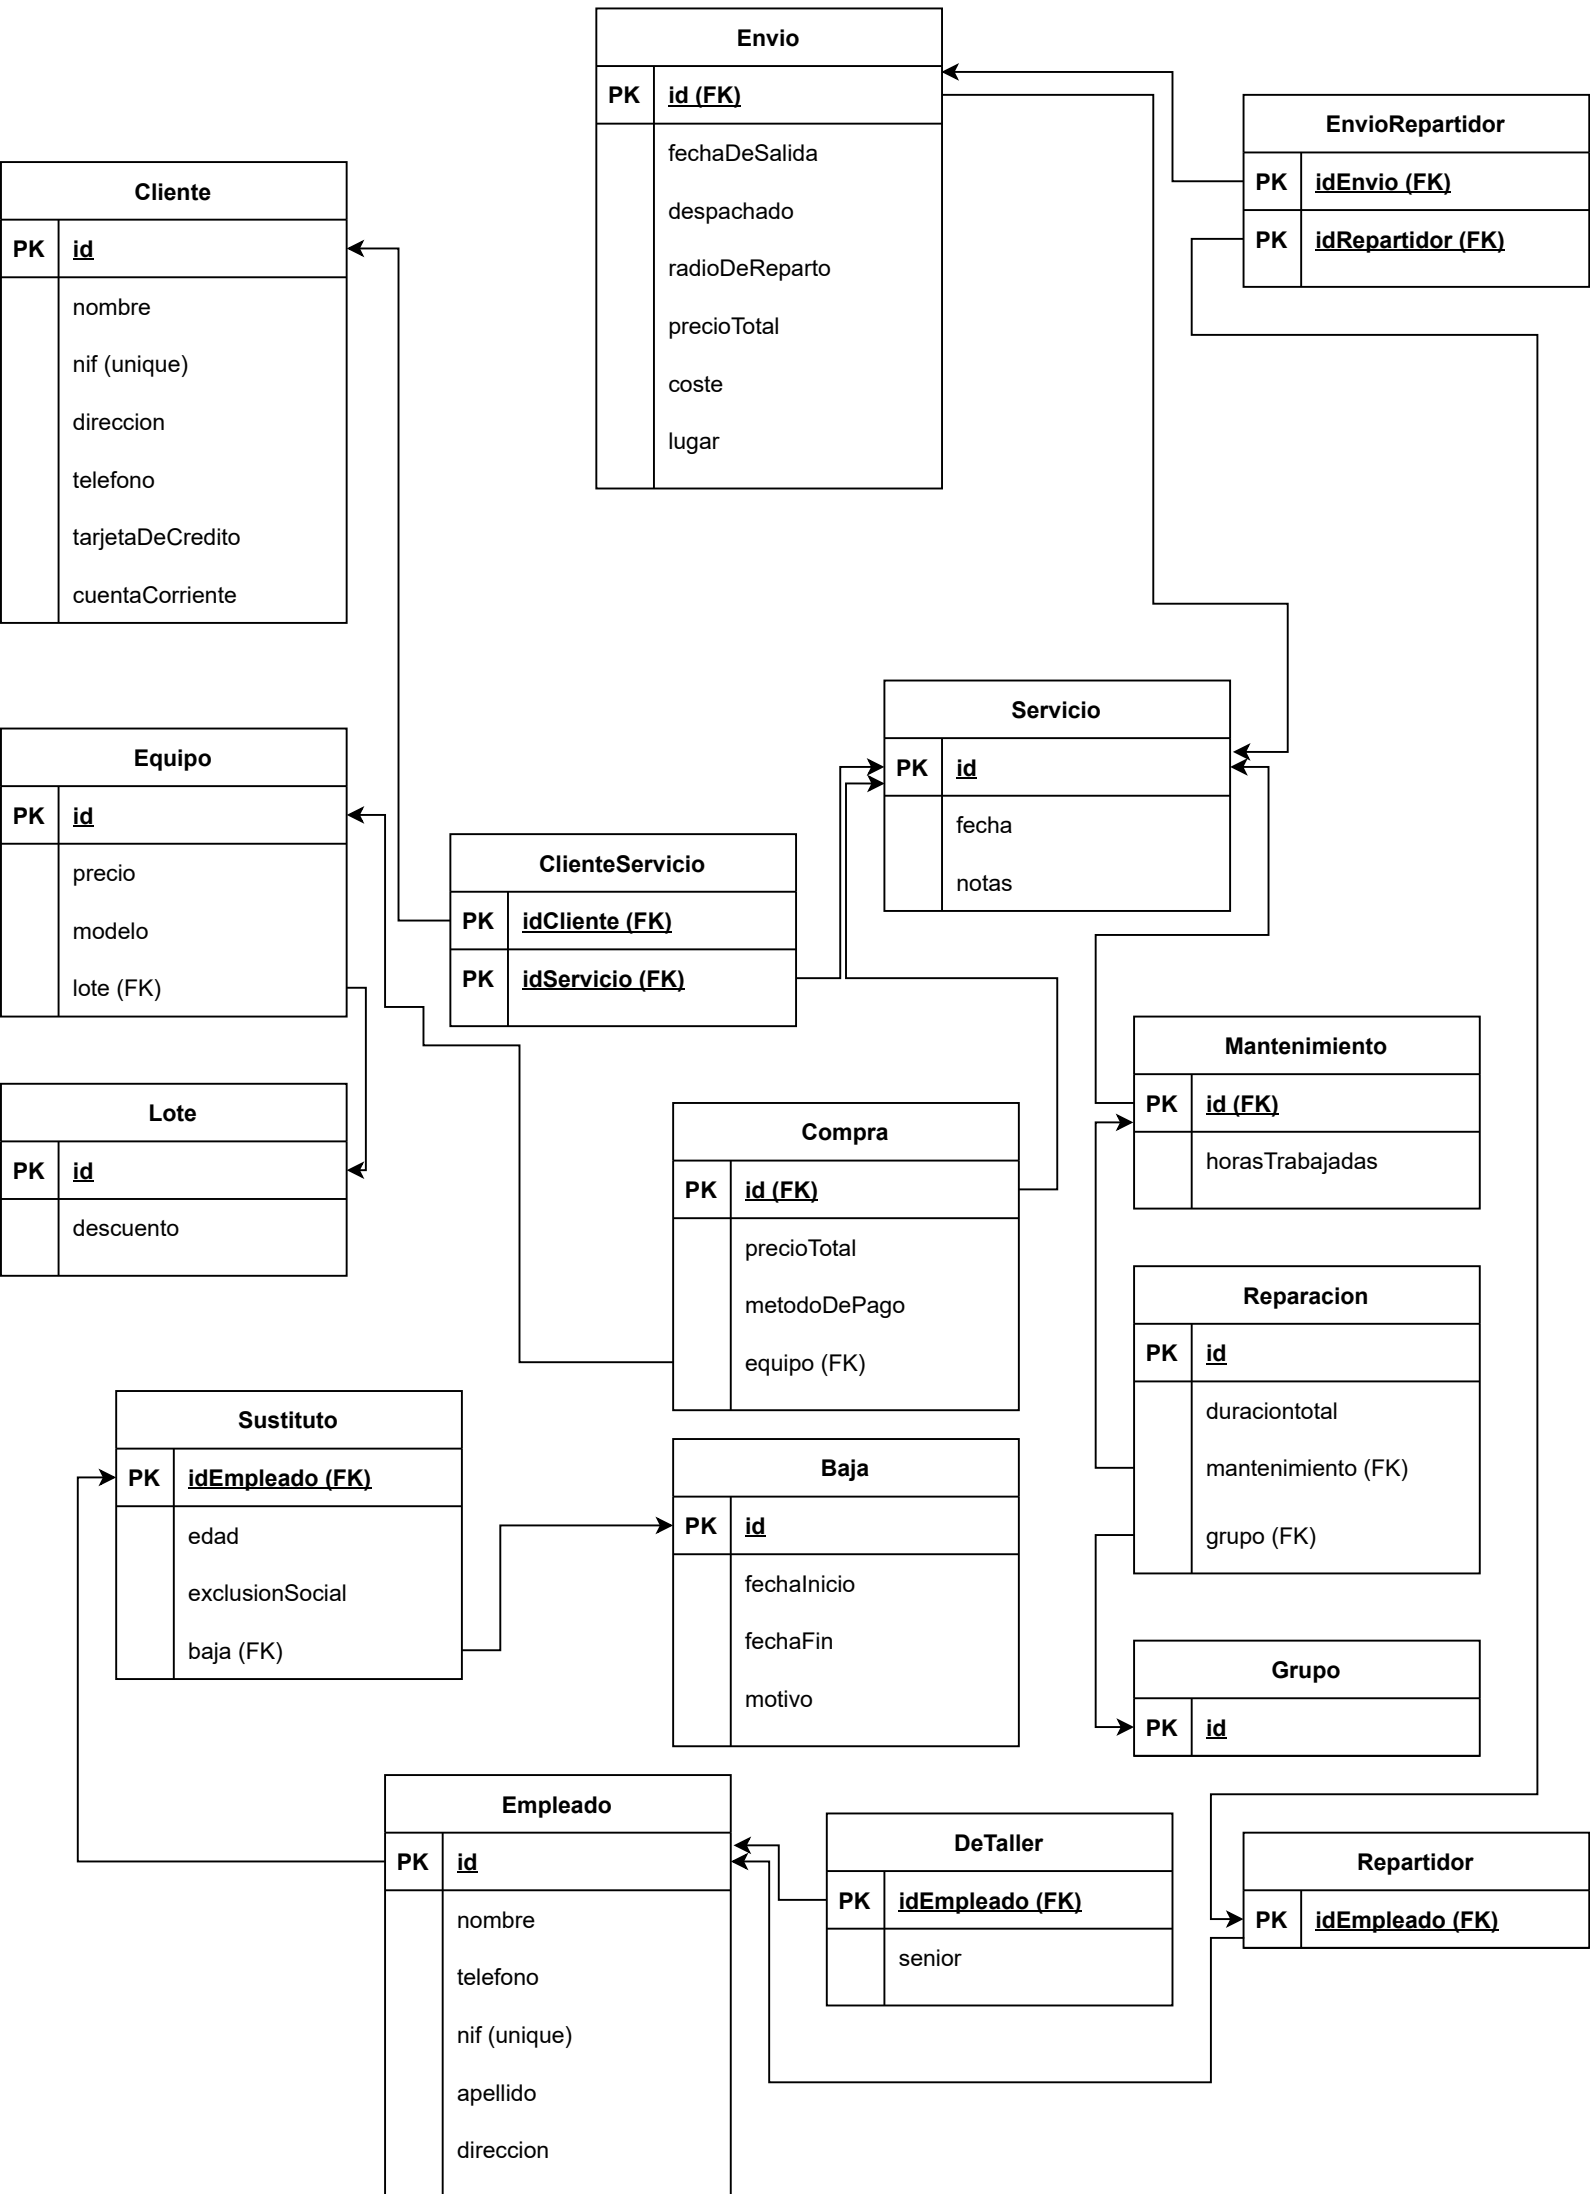 Envio
PK id (FK)
fechaDeSalida
despachado
radioDeReparto
precioTotal
coste
lugar
EnvioRepartidor
PK idEnvio (FK)
PK idRepartidor (FK)
Cliente
PK id
nombre
nif (unique)
direccion
telefono
tarjetaDeCredito
cuentaCorriente
Servicio
PK id
fecha
notas
Equipo
PK id
precio
modelo
lote (FK)
ClienteServicio
PK idCliente (FK)
PK idServicio (FK)
Mantenimiento
PK id (FK)
horasTrabajadas
Lote
PK id
descuento
Compra
PK id (FK)
precioTotal
metodoDePago
equipo (FK)
Reparacion
PK id
duraciontotal
mantenimiento (FK)
grupo (FK)
Sustituto
PK idEmpleado (FK)
edad
exclusionSocial
baja (FK)
Baja
PK id
fechaInicio
fechaFin
motivo
Grupo
PK id
Empleado
PK id
nombre
telefono
nif (unique)
apellido
direccion
DeTaller
PK idEmpleado (FK)
senior
Repartidor
PK idEmpleado (FK)